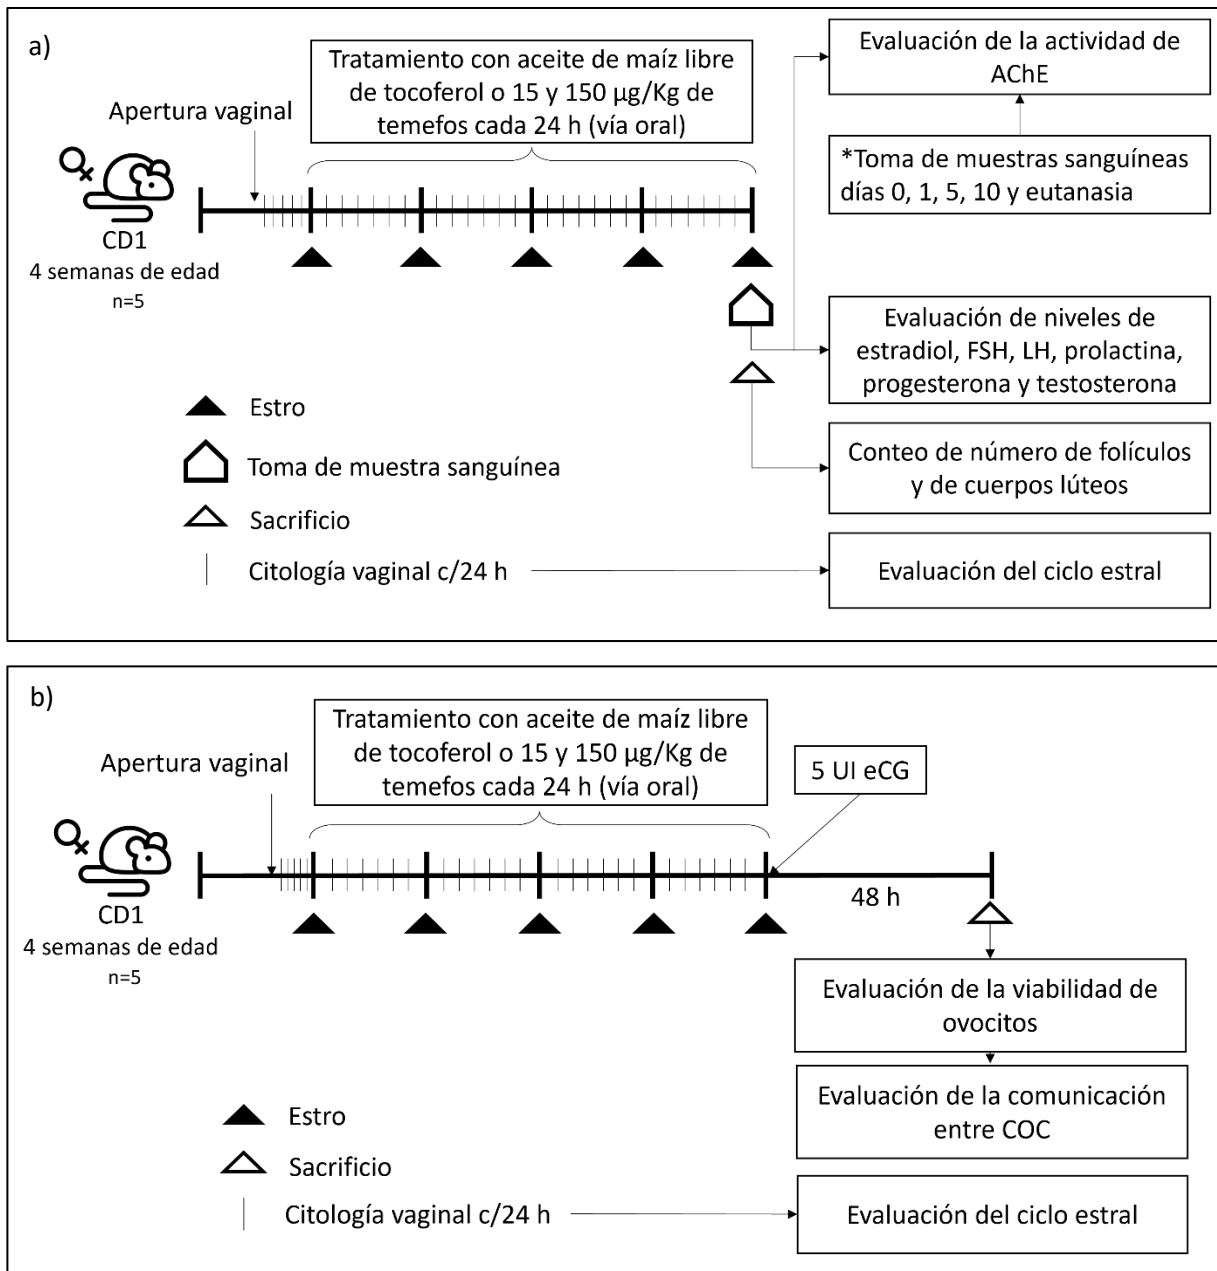 a)
Tratamiento con aceite de maíz libre
de tocoferol o 15 y 150 µg/Kg de
temefos cada 24 h (vía oral)
Apertura vaginal
CD1
4 semanas de edad
n=5
Evaluación de la actividad de
AChE
*Toma de muestras sanguíneas
días 0, 1, 5, 10 y eutanasia
Evaluación de niveles de
estradiol, FSH, LH, prolactina,
progesterona y testosterona
Conteo de número de folículos
y de cuerpos lúteos
Estro
Toma de muestra sanguínea
Sacrificio
Citología vaginal c/24 h
Evaluación del ciclo estral
b)
Tratamiento con aceite de maíz libre
de tocoferol o 15 y 150 µg/Kg de
temefos cada 24 h (vía oral)
Apertura vaginal
5 UI eCG
CD1
4 semanas de edad
n=5
48 h
Evaluación de la viabilidad de
ovocitos
Evaluación de la comunicación
entre COC
Estro
Sacrificio
Citología vaginal c/24 h
Evaluación del ciclo estral